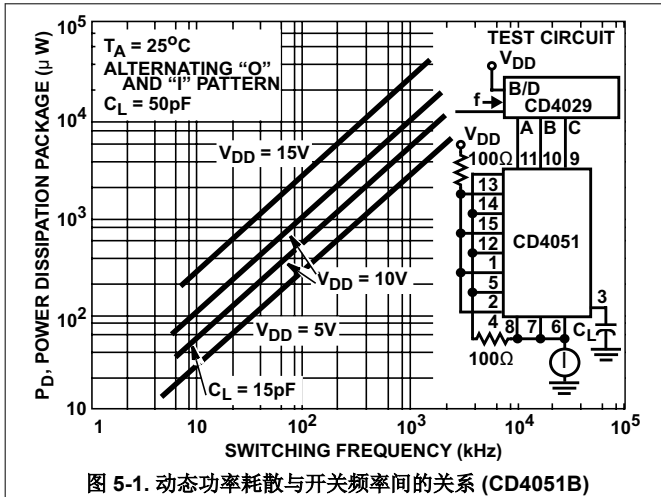 10⁵
T_A = 25°C
ALTERNATING “O”
AND “I” PATTERN
C_L = 50pF
TEST CIRCUIT
V_DD
B/D
f
CD4029
A B C
V_DD
100Ω
11 10 9
13
14
15
12
1
5
2
4
CD4051
3
C_L
8 7 6
100Ω
I
V_DD = 15V
V_DD = 10V
V_DD = 5V
C_L = 15pF
10⁴
10³
10²
10
1 10 10² 10³ 10⁴ 10⁵
P_D, POWER DISSIPATION PACKAGE (μ W)
SWITCHING FREQUENCY (kHz)
图 5-1. 动态功率耗散与开关频率间的关系 (CD4051B)